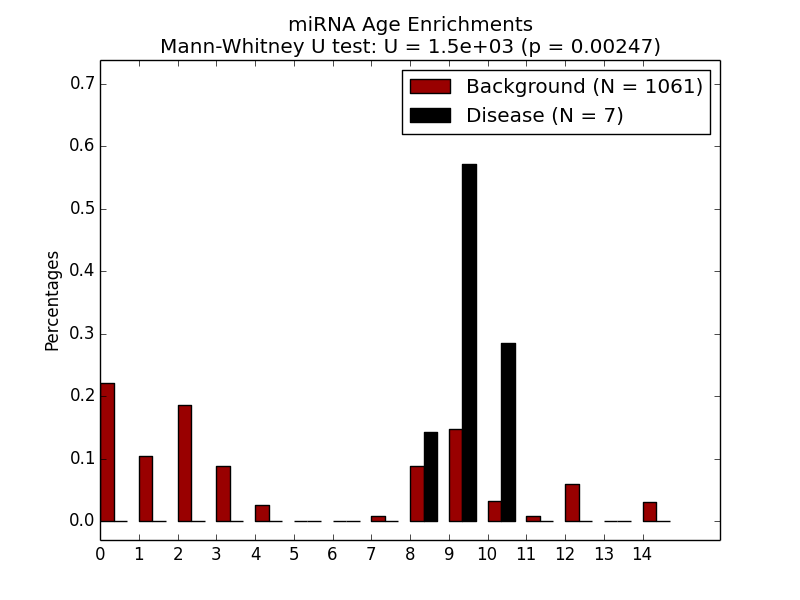 miRNA Age Enrichments
Mann-Whitney U test: U = 1.5e+03 (p = 0.00247)
Background (N = 1061)
Disease (N = 7)
Percentages
0.7
0.6
0.5
0.4
0.3
0.2
0.1
0.0
0 1 2 3 4 5 6 7 8 9 10 11 12 13 14